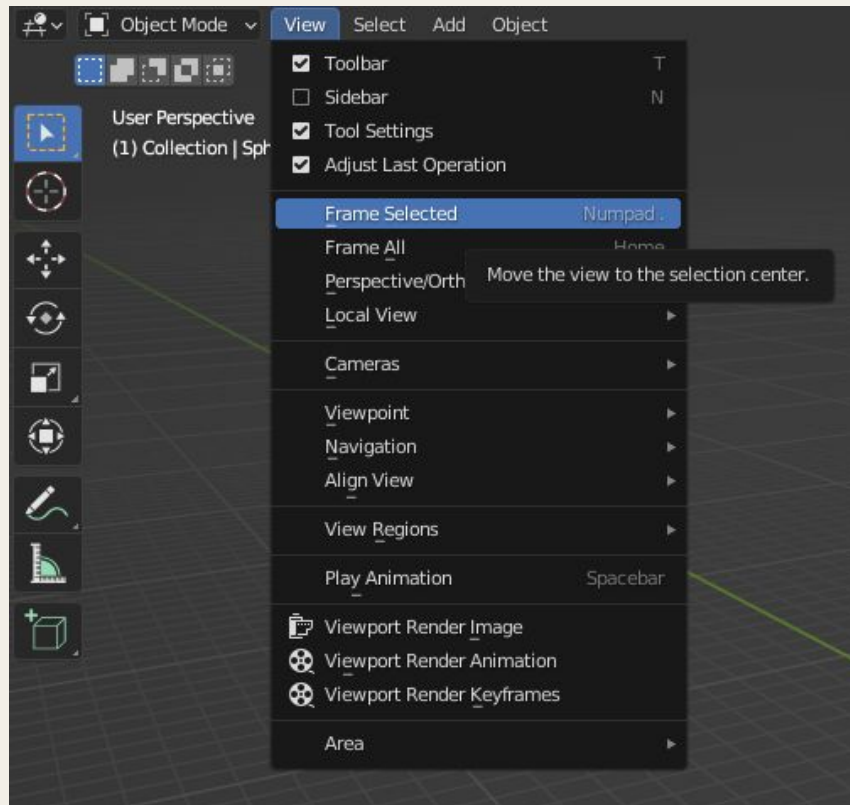 Object Mode View Select Add Object
User Perspective
(1) Collection | Sph
Toolbar T
Sidebar N
Tool Settings
Adjust Last Operation
Frame Selected Numpad .
Frame All Home
Perspective/Orth
Move the view to the selection center.
Local View
Cameras
Viewpoint
Navigation
Align View
View Regions
Play Animation Spacebar
Viewport Render Image
Viewport Render Animation
Viewport Render Keyframes
Area